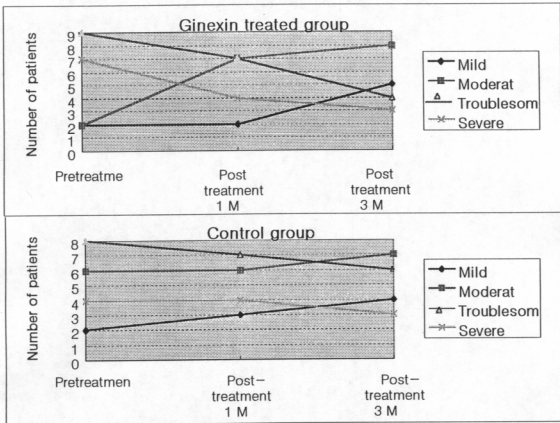 Ginexin treated group
Number of patients
9
8
7
6
5
4
3
2
1
0
Pretreatme
Post
treatment
1 M
Post
treatment
3 M
Mild
Moderat
Troublesom
Severe
Control group
Number of patients
8
7
6
5
4
3
2
1
0
Pretreatmen
Post-
treatment
1 M
Post-
treatment
3 M
Mild
Moderat
Troublesom
Severe